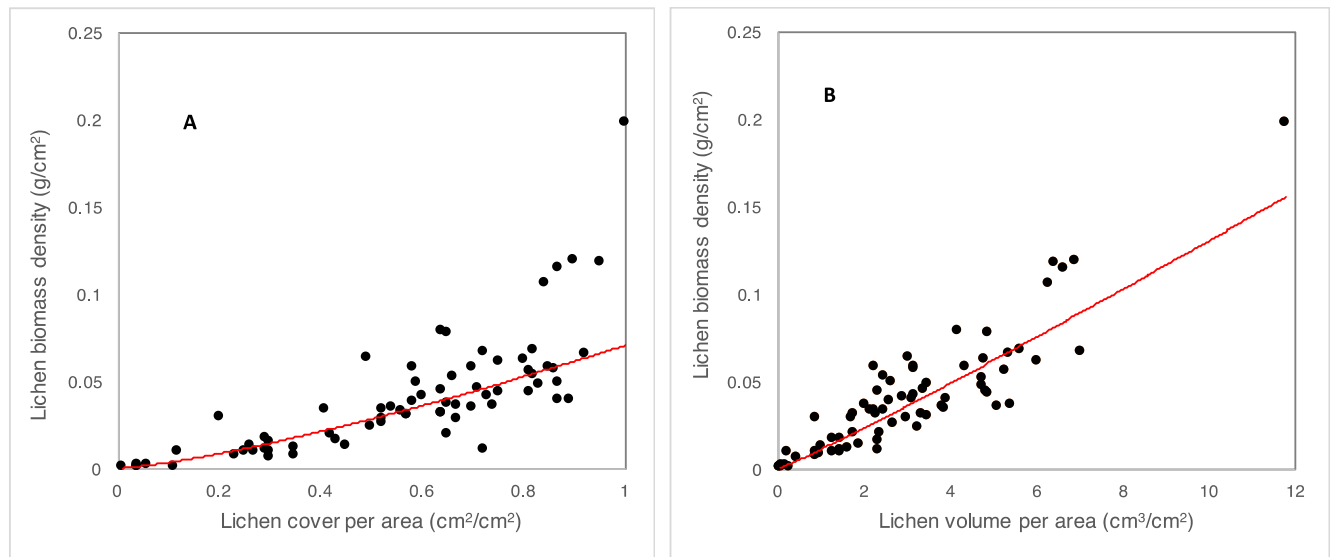 A
Lichen biomass density (g/cm²)
0.25
0.2
0.15
0.1
0.05
0
0 0.2 0.4 0.6 0.8 1
Lichen cover per area (cm²/cm²)
B
Lichen biomass density (g/cm²)
0.25
0.2
0.15
0.1
0.05
0
0 2 4 6 8 10 12
Lichen volume per area (cm³/cm²)